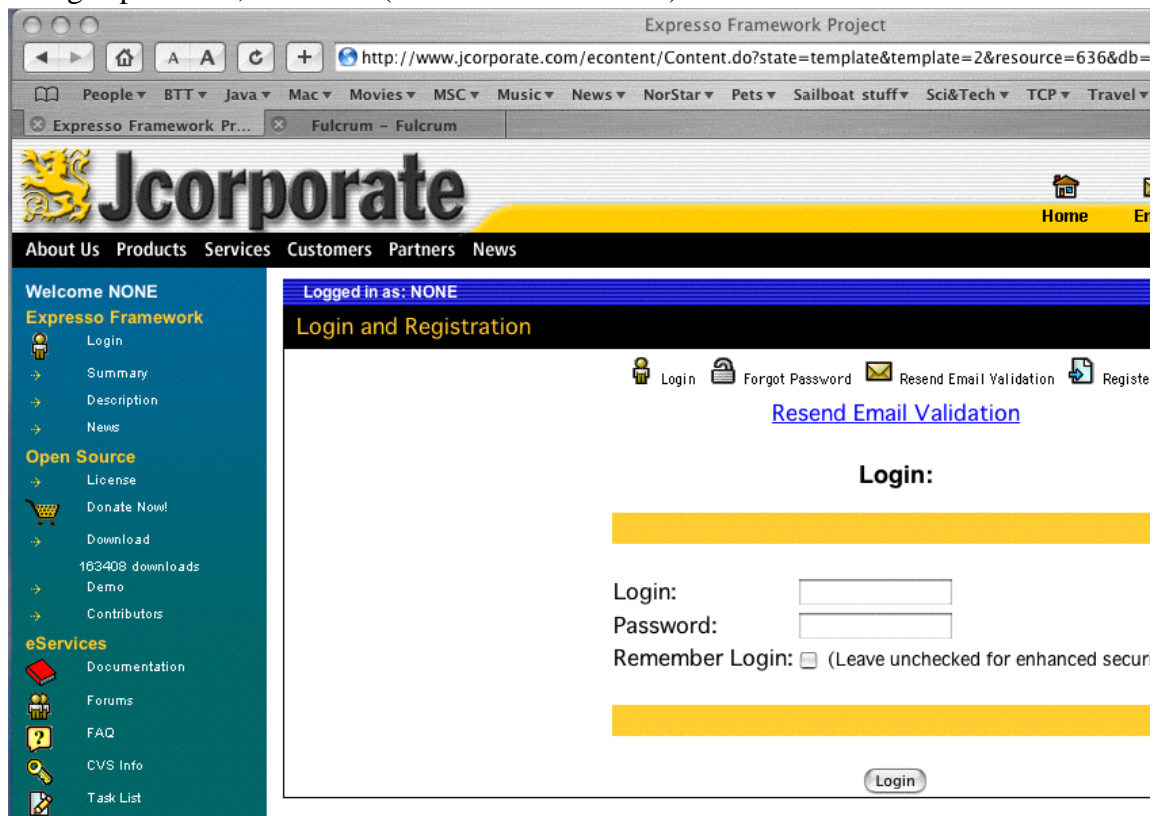 Expresso Framework Project
A A http://www.jcorporate.com/econtent/Content.do?state=template&template=2&resource=636&db=
People BTT Java Mac Movies MSC Music News NorStar Pets Sailboat stuff Sci&Tech TCP Travel
Expresso Framework Pr... Fulcrum – Fulcrum
Jcorporate
Home
About Us Products Services Customers Partners News
Welcome NONE
Expresso Framework
Login
Summary
Description
News
Open Source
License
Donate Now!
Download
163408 downloads
Demo
Contributors
eServices
Documentation
Forums
FAQ
CVS Info
Task List
Logged in as: NONE
Login and Registration
Login Forgot Password Resend Email Validation Registe
Resend Email Validation
Login:
Login:
Password:
Remember Login: (Leave unchecked for enhanced securi
Login